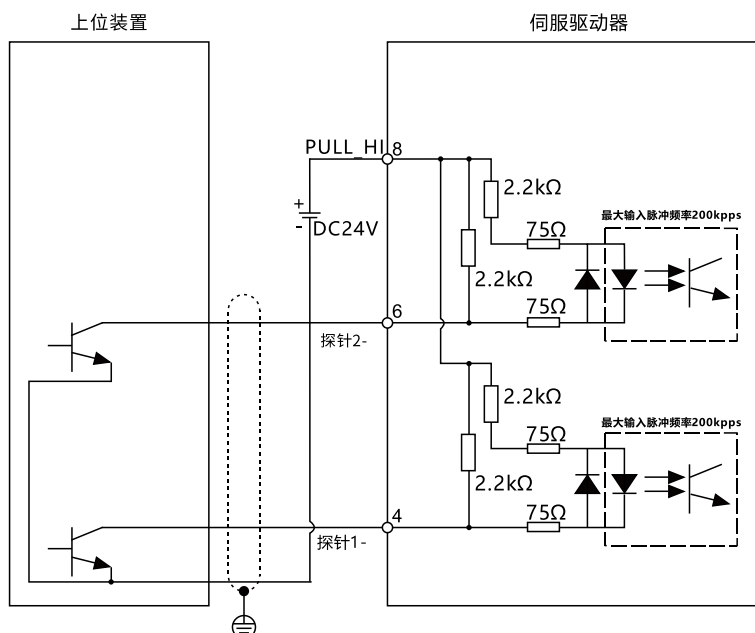 上位装置
伺服驱动器
PULL_HI 8
2.2kΩ
最大输入脉冲频率200kpps
+
-
DC24V
75Ω
2.2kΩ
75Ω
6
探针2-
2.2kΩ
最大输入脉冲频率200kpps
75Ω
2.2kΩ
75Ω
4
探针1-